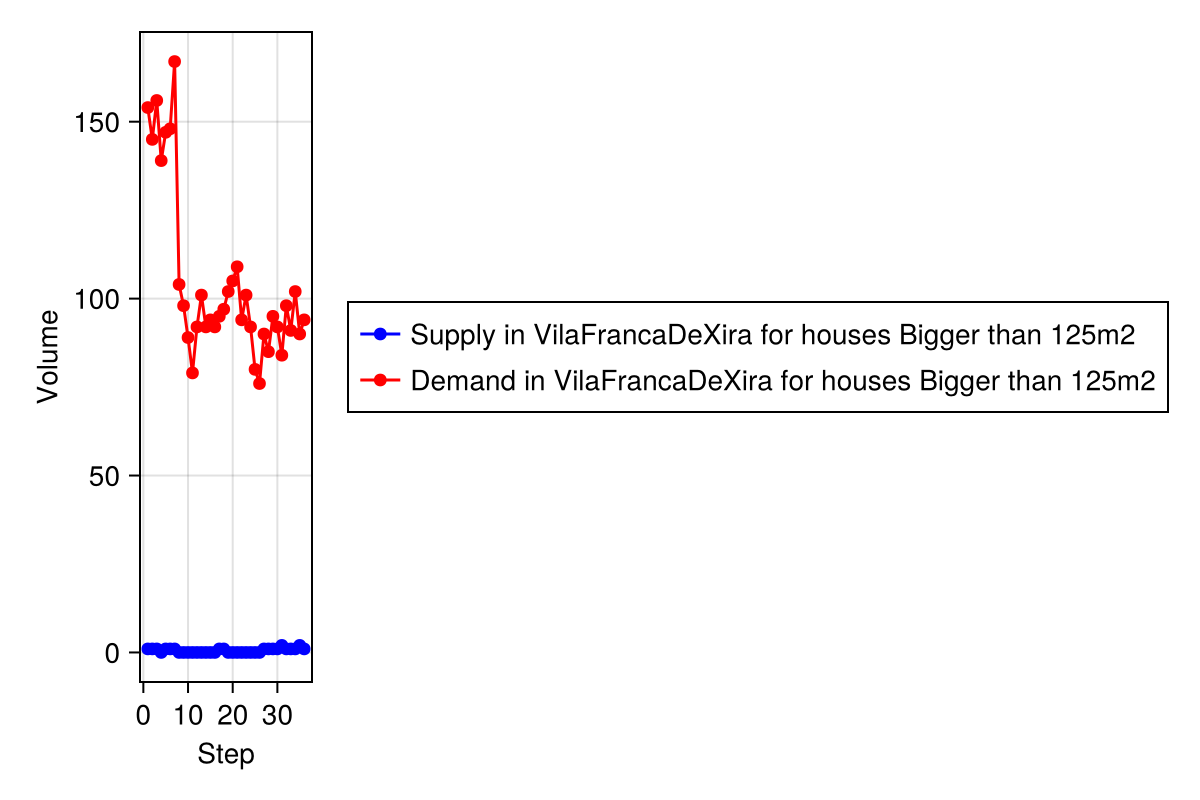 150
100
50
0
Volume
0 10 20 30
Step
Supply in VilaFrancaDeXira for houses Bigger than 125m2
Demand in VilaFrancaDeXira for houses Bigger than 125m2